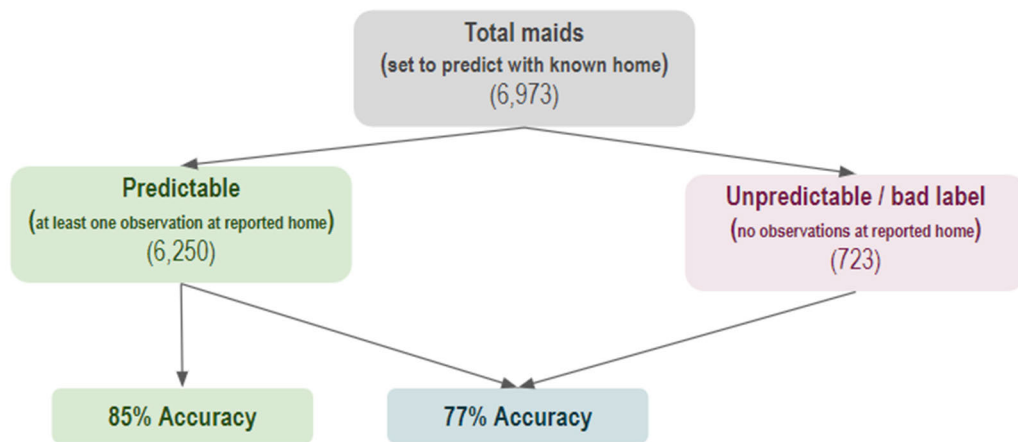 Total maids
(set to predict with known home)
(6,973)
Predictable
(at least one observation at reported home)
(6,250)
Unpredictable / bad label
(no observations at reported home)
(723)
85% Accuracy
77% Accuracy